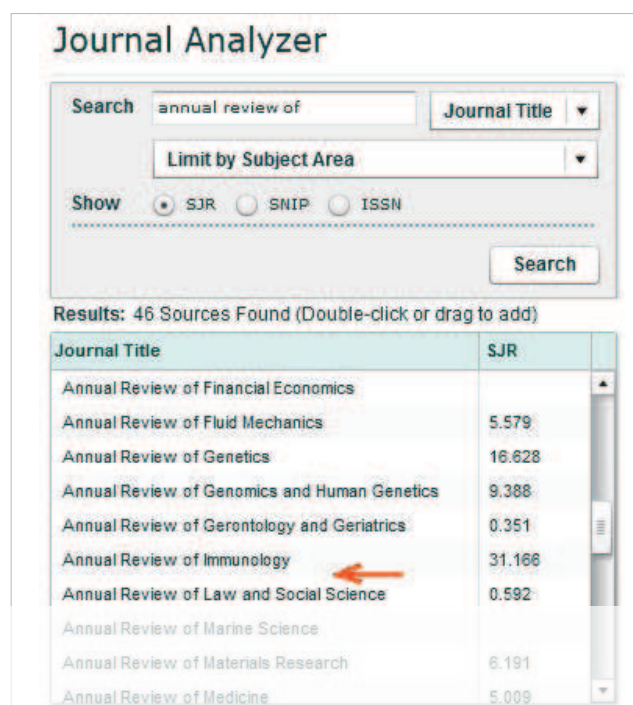 Journal Analyzer
Search annual review of Journal Title
Limit by Subject Area
Show SJR SNIP ISSN
Search
Results: 46 Sources Found (Double-click or drag to add)
Journal Title SJR
Annual Review of Financial Economics
Annual Review of Fluid Mechanics 5.579
Annual Review of Genetics 16.628
Annual Review of Genomics and Human Genetics 9.388
Annual Review of Gerontology and Geriatrics 0.351
Annual Review of Immunology 31.166
Annual Review of Law and Social Science 0.592
Annual Review of Marine Science
Annual Review of Materials Research 6.191
Annual Review of Medicine 5.009